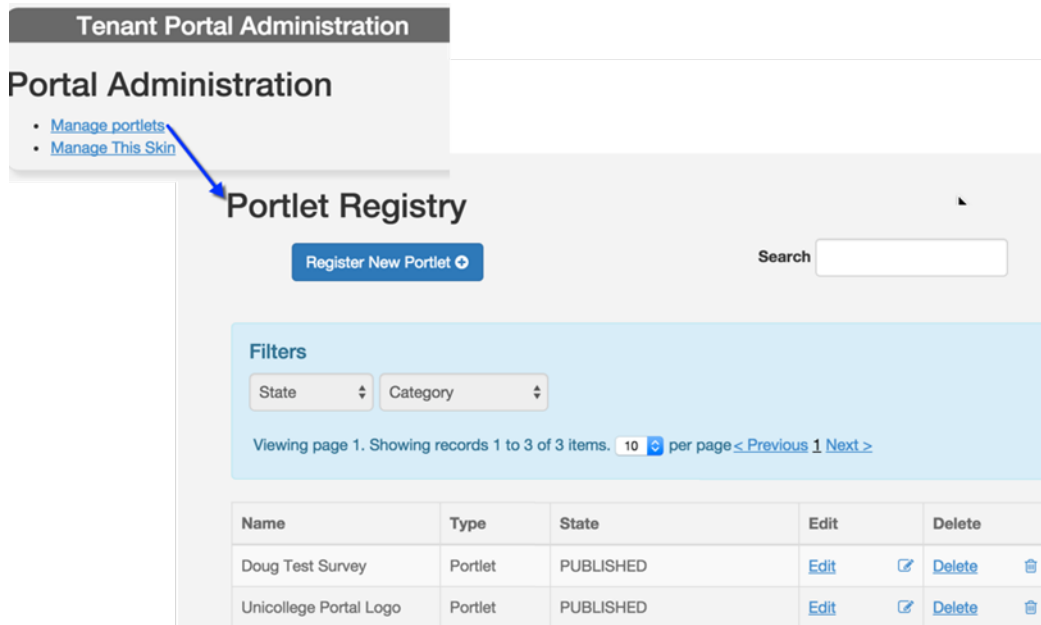 Tenant Portal Administration
Portal Administration
• Manage portlets
• Manage This Skin
Portlet Registry
Register New Portlet
Search
Filters
State Category
Viewing page 1. Showing records 1 to 3 of 3 items. 10 per page < Previous 1 Next >
Name Type State Edit Delete
Doug Test Survey Portlet PUBLISHED Edit Delete
Unicollege Portal Logo Portlet PUBLISHED Edit Delete